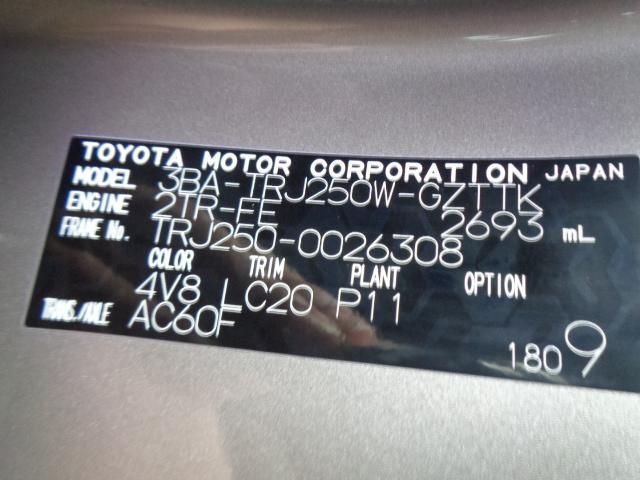 TOYOTA MOTOR CORPORATION JAPAN
MODEL 3BA-TRJ250W-GZTTK
ENGINE 2TR-FE 2693 mL
FRAME No. TRJ250-0026308
COLOR TRIM PLANT OPTION
4V8 LC20 P11
TRANS./AXLE AC60F
1809